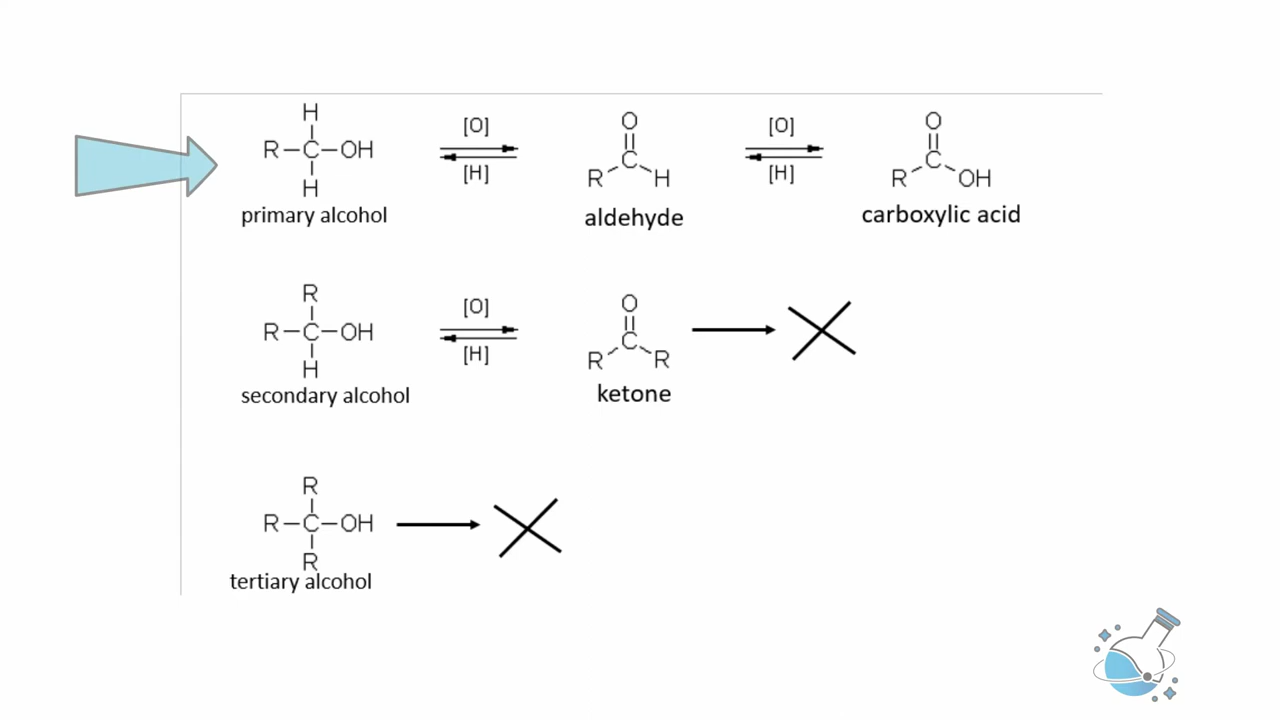 H
[O] O [O] O
R–C–OH C C
H [H] R H [H] R OH
primary alcohol aldehyde carboxylic acid
R [O] O
R–C–OH C
H [H] R R
secondary alcohol ketone
R
R–C–OH
R
tertiary alcohol